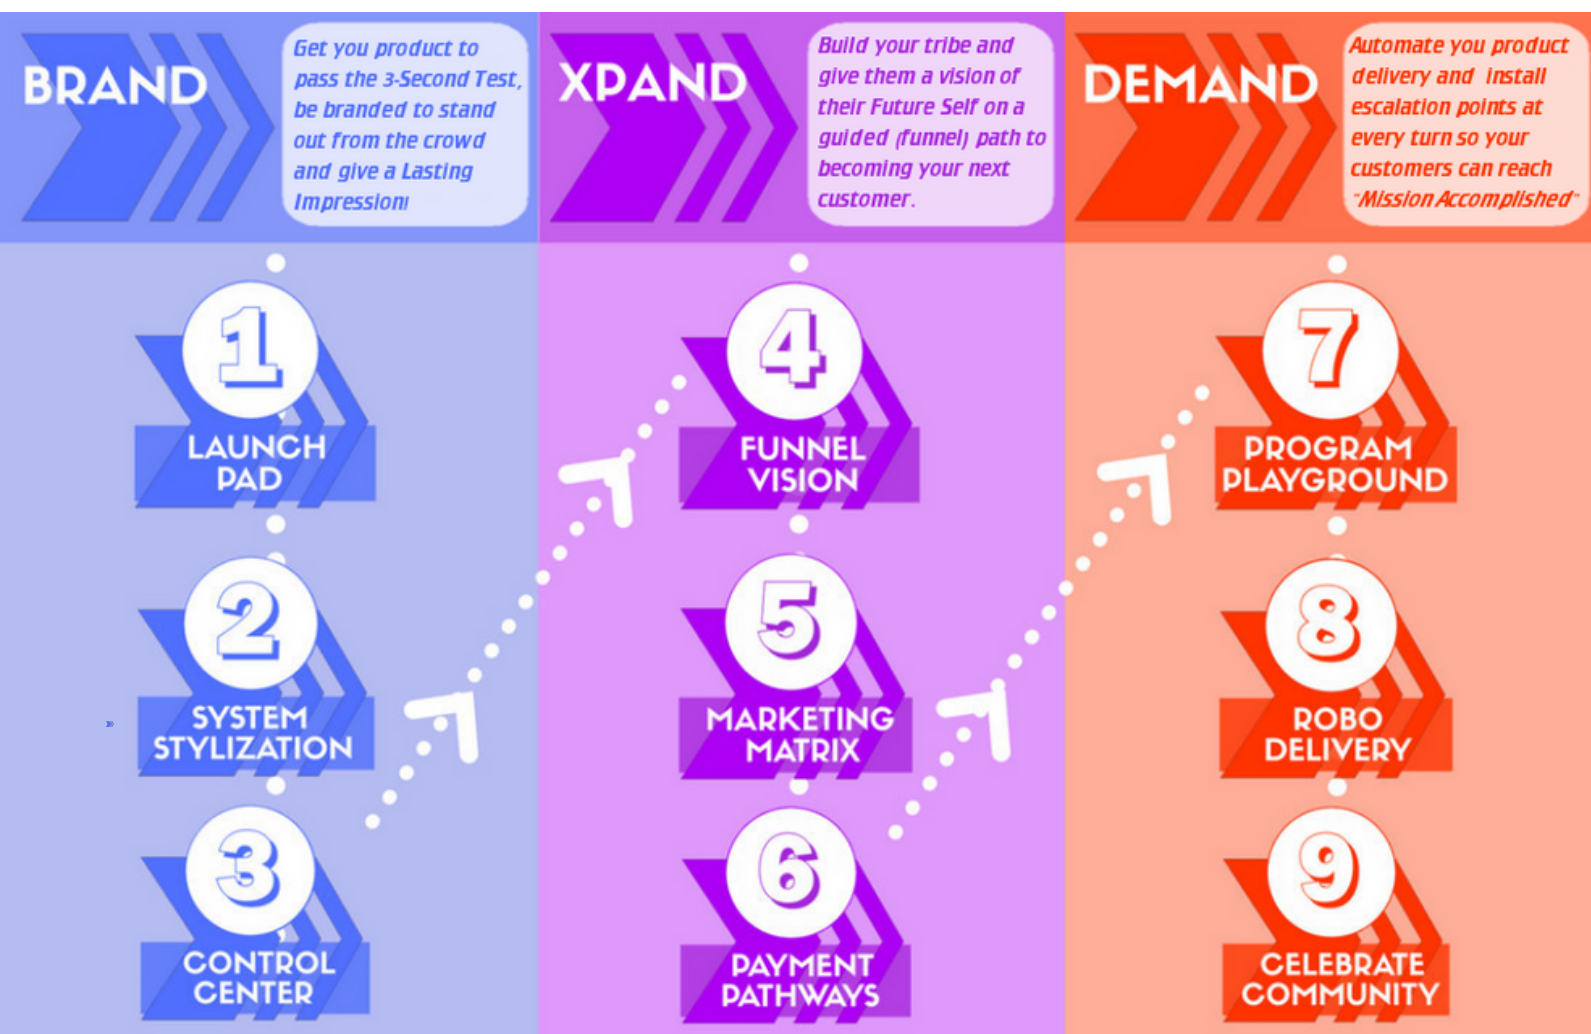 BRAND
Get you product to
pass the 3-Second Test,
be branded to stand
out from the crowd
and give a Lasting
Impression!
1
LAUNCH
PAD
2
SYSTEM
STYLIZATION
3
CONTROL
CENTER
XPAND
Build your tribe and
give them a vision of
their Future Self on a
guided (funnel) path to
becoming your next
customer.
4
FUNNEL
VISION
5
MARKETING
MATRIX
6
PAYMENT
PATHWAYS
DEMAND
Automate you product
delivery and install
escalation points at
every turn so your
customers can reach
"Mission Accomplished"
7
PROGRAM
PLAYGROUND
8
ROBO
DELIVERY
9
CELEBRATE
COMMUNITY